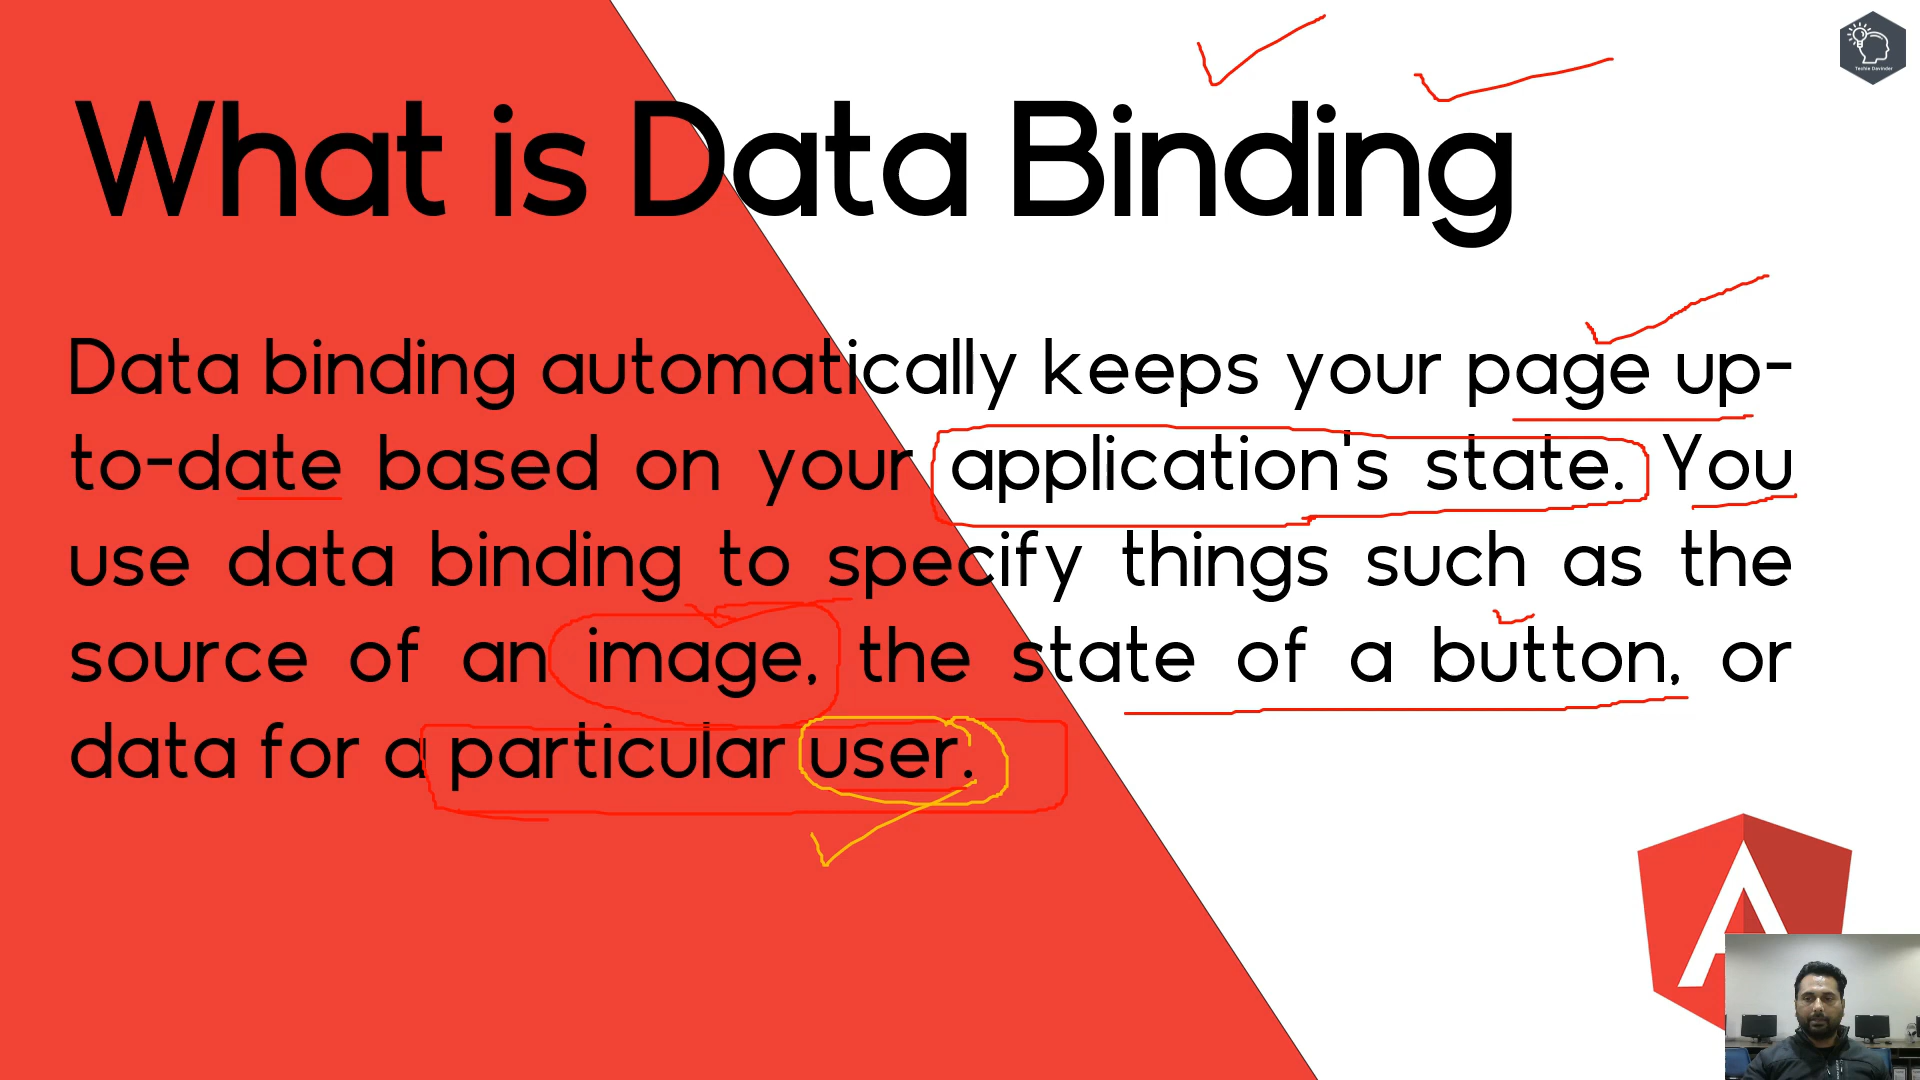 Techie Davinder
What is Data Binding
Data binding automatically keeps your page up-
to-date based on your application's state. You
use data binding to specify things such as the
source of an image, the state of a button, or
data for a particular user.